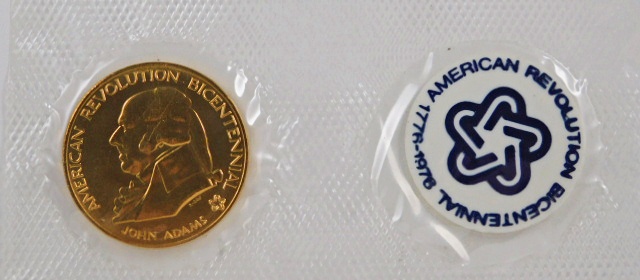 AMERICAN REVOLUTION BICENTENNIAL
JOHN ADAMS
AMERICAN REVOLUTION BICENTENNIAL 1776-1976